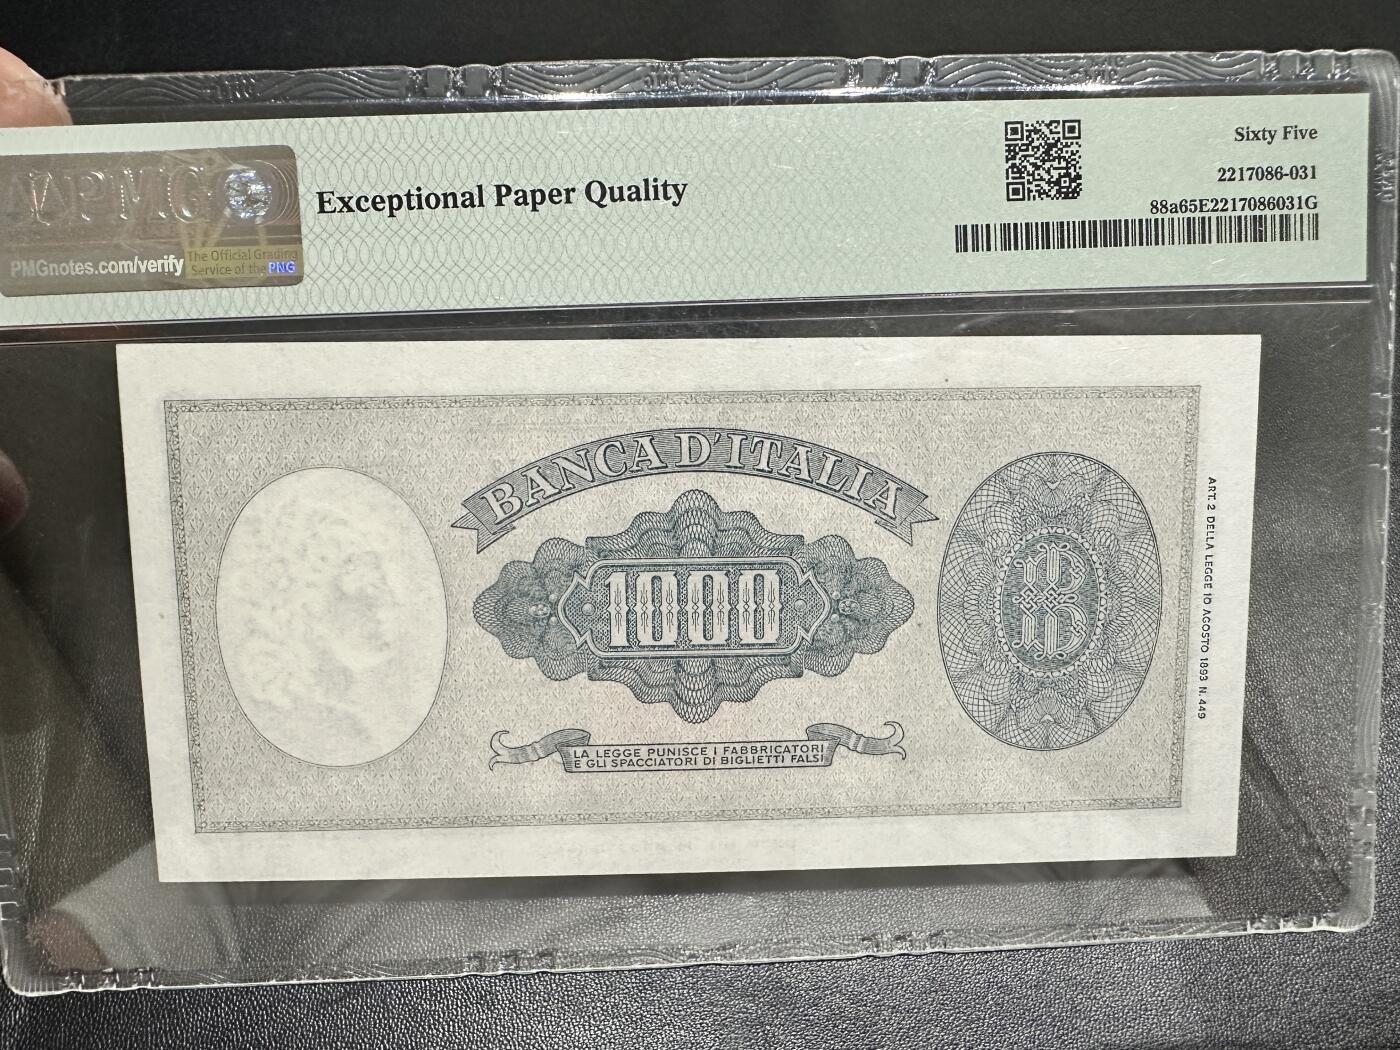 PMG
PMGnotes.com/verify
The Official Grading
Service of the PNG
Exceptional Paper Quality
Sixty Five
2217086-031
88a65E2217086031G
BANCA D'ITALIA
1000
LA LEGGE PUNISCE I FABBRICATORI
E GLI SPACCIATORI DI BIGLIETTI FALSI
ART. 2 DELLA LEGGE 10 AGOSTO 1893 N. 449